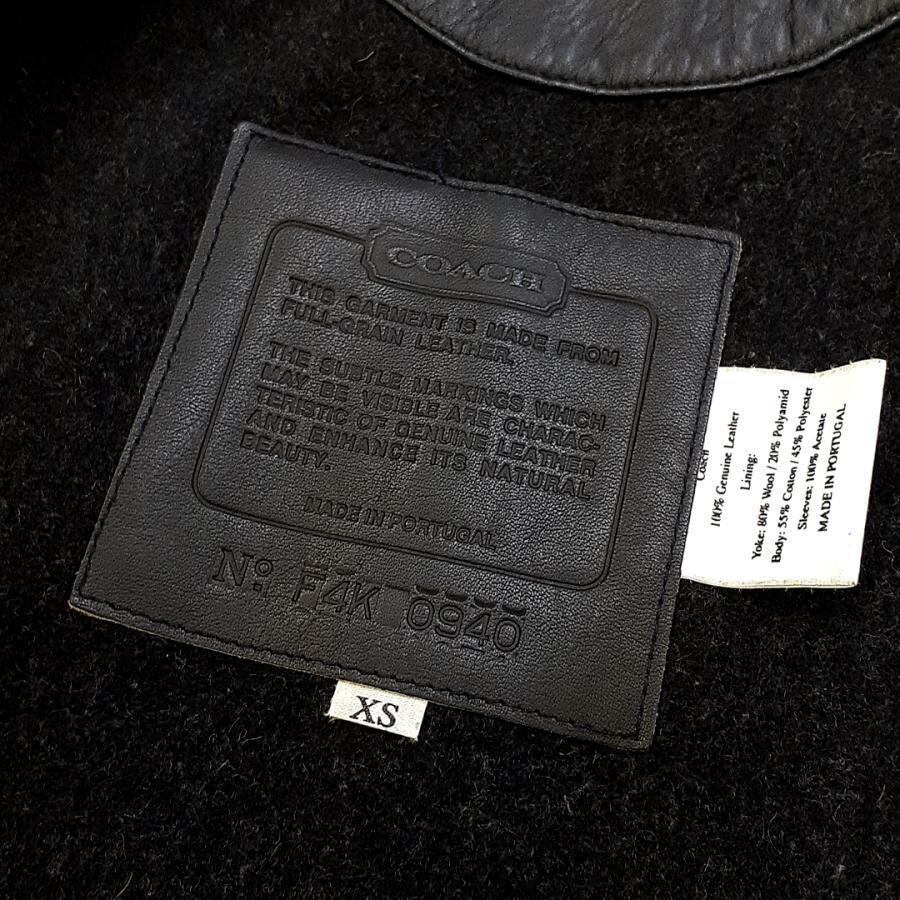 COACH
THIS GARMENT IS MADE FROM
FULL-GRAIN LEATHER.
THE SUBTLE MARKINGS WHICH
MAY BE VISIBLE ARE CHARAC-
TERISTIC OF GENUINE LEATHER
AND ENHANCE ITS NATURAL
BEAUTY.
MADE IN PORTUGAL
Nº F4K 0940
XS
Coach
100% Genuine Leather
Lining:
Yoke: 80% Wool / 20% Polyamid
Body: 55% Cotton / 45% Polyester
Sleeves: 100% Acetate
MADE IN PORTUGAL